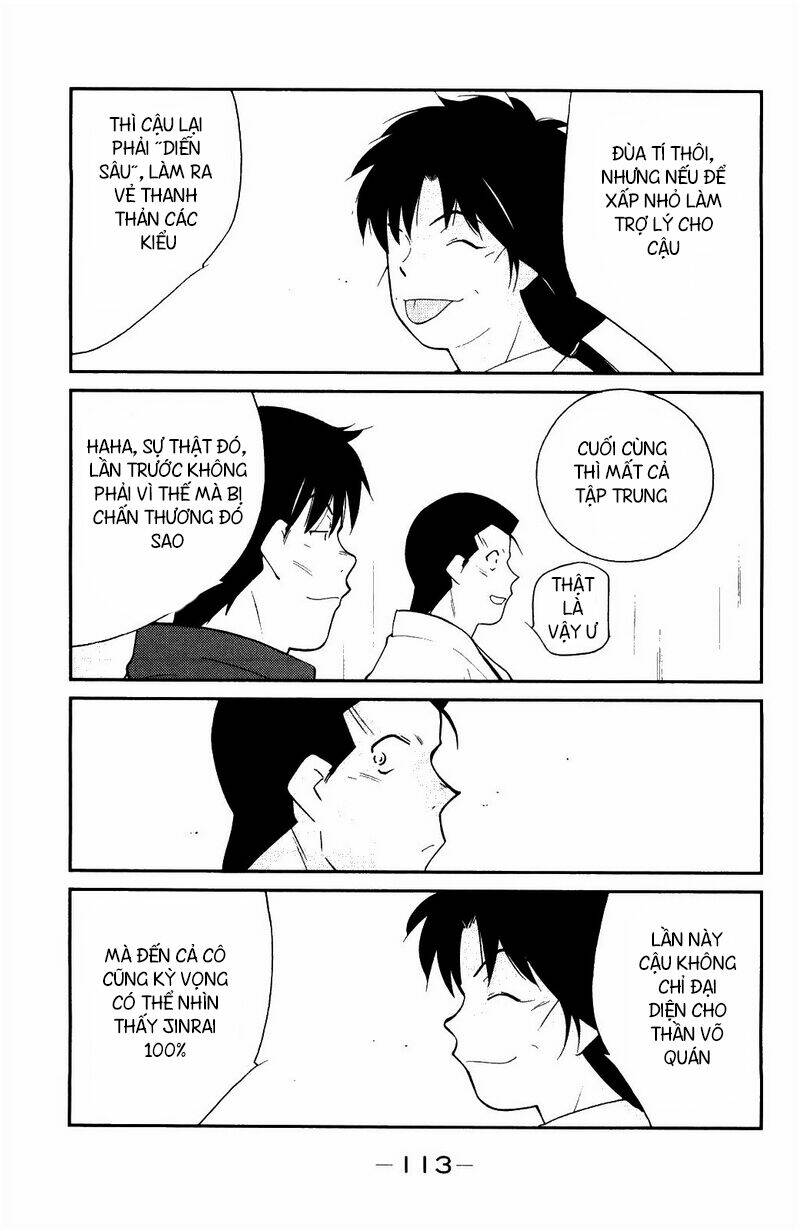 ĐÙA TÍ THÔI,
NHƯNG NẾU ĐỂ
XẤP NHỎ LÀM
TRỢ LÝ CHO
CẬU
THÌ CẬU LẠI
PHẢI "DIỄN
SÂU", LÀM RA
VẺ THANH
THẢN CÁC
KIỂU
CUỐI CÙNG
THÌ MẤT CẢ
TẬP TRUNG
THẬT
LÀ
VẬY Ư
HAHA, SỰ THẬT ĐÓ,
LẦN TRƯỚC KHÔNG
PHẢI VÌ THẾ MÀ BỊ
CHẤN THƯƠNG ĐÓ
SAO
LẦN NÀY
CẬU KHÔNG
CHỈ ĐẠI
DIỆN CHO
THẦN VÕ
QUÁN
MÀ ĐẾN CẢ CÔ
CŨNG KỲ VỌNG
CÓ THỂ NHÌN
THẤY JINRAI
100%
—113—